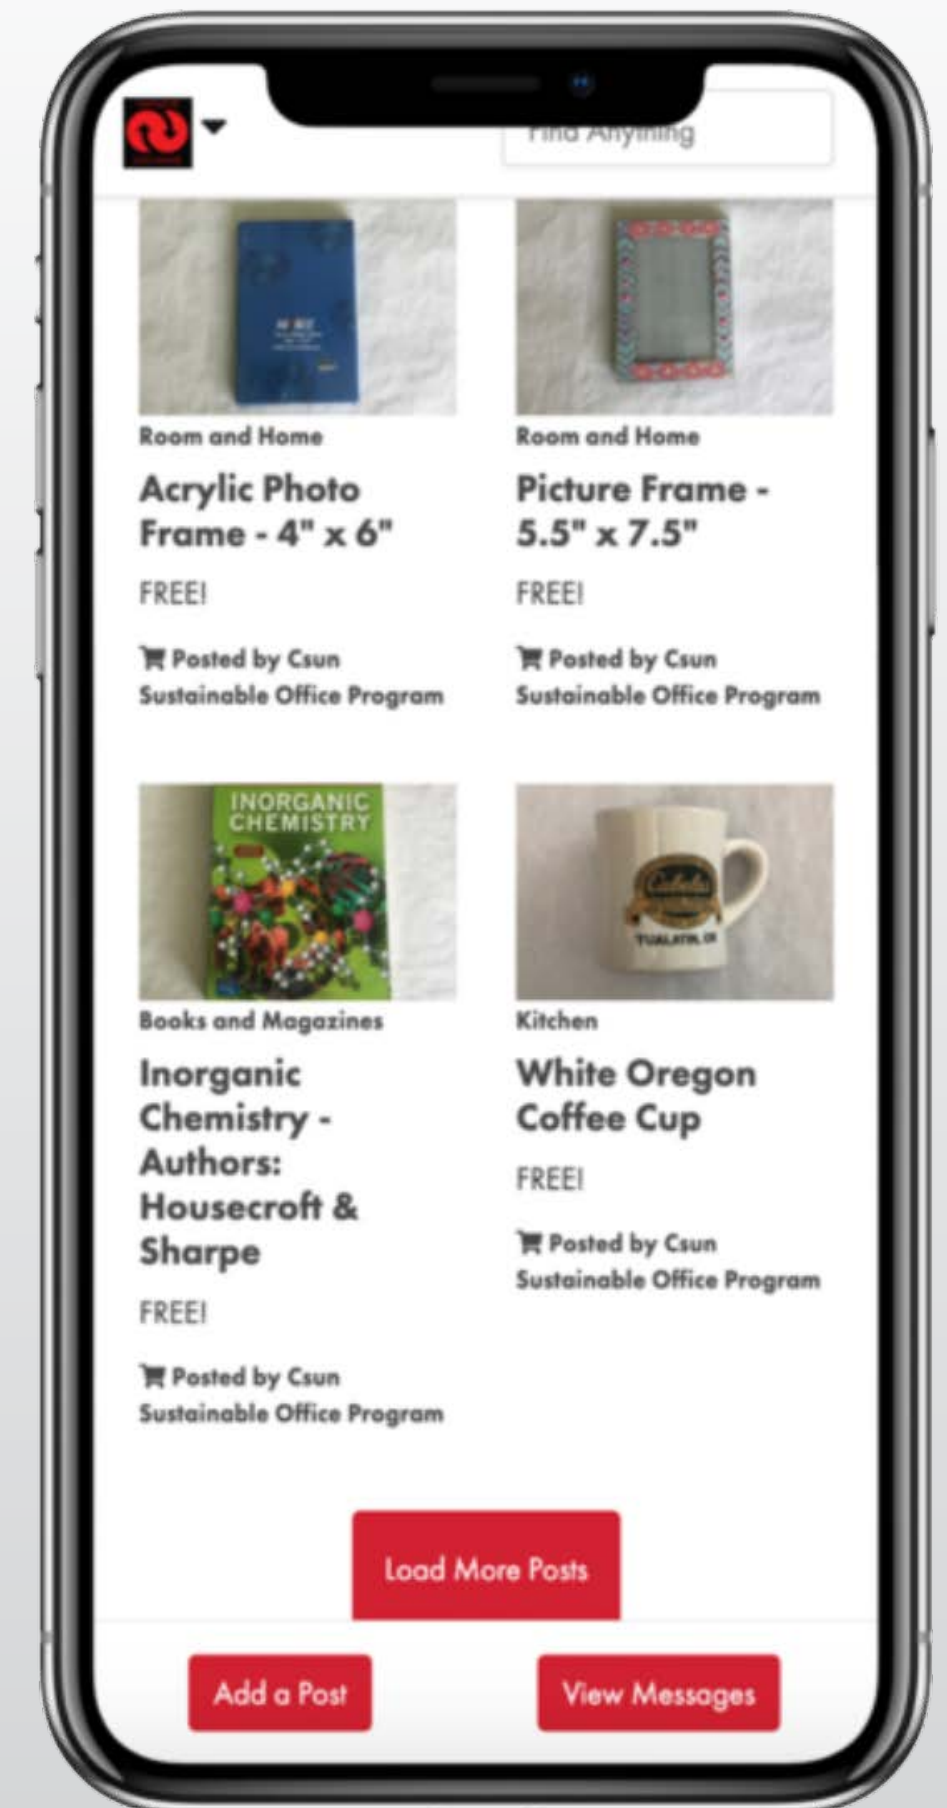 Find Anything
Room and Home
Acrylic Photo
Frame - 4" x 6"
FREE!
Posted by Csun
Sustainable Office Program
Room and Home
Picture Frame -
5.5" x 7.5"
FREE!
Posted by Csun
Sustainable Office Program
INORGANIC
CHEMISTRY
Books and Magazines
Inorganic
Chemistry -
Authors:
Housecroft &
Sharpe
FREE!
Posted by Csun
Sustainable Office Program
Cabela's
TUALATIN, OR
Kitchen
White Oregon
Coffee Cup
FREE!
Posted by Csun
Sustainable Office Program
Load More Posts
Add a Post
View Messages